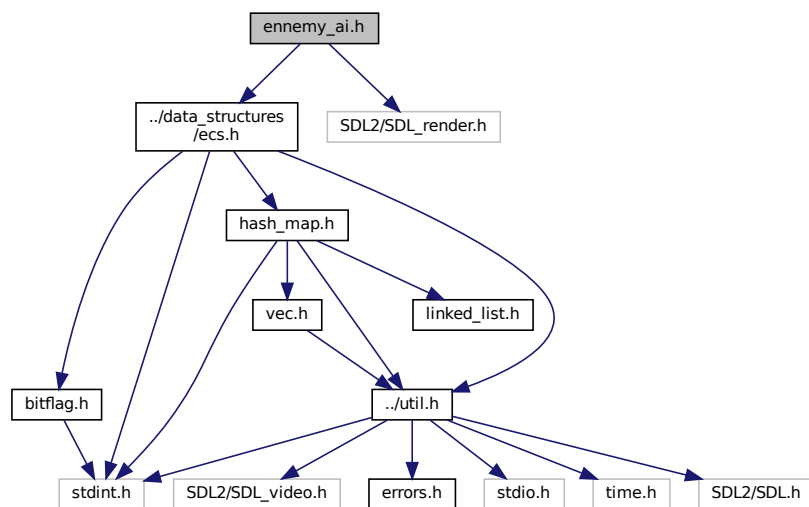 ennemy_ai.h
../data_structures
/ecs.h
SDL2/SDL_render.h
hash_map.h
vec.h
linked_list.h
bitflag.h
../util.h
stdint.h
SDL2/SDL_video.h
errors.h
stdio.h
time.h
SDL2/SDL.h